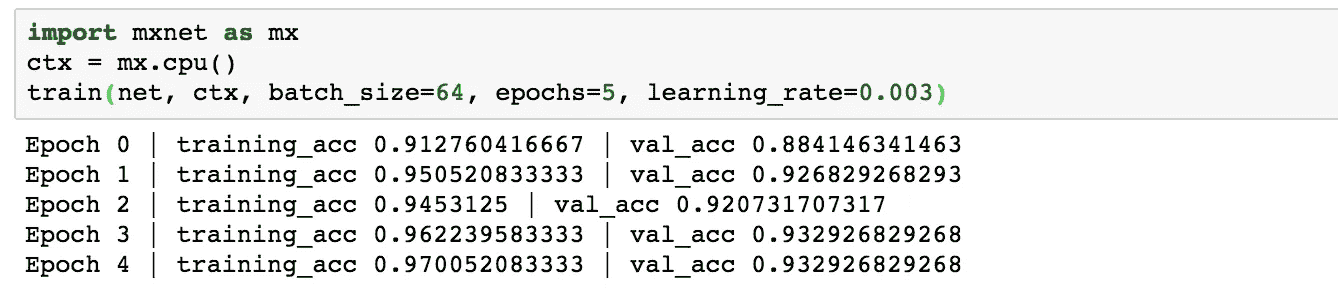 import mxnet as mx
ctx = mx.cpu()
train(net, ctx, batch_size=64, epochs=5, learning_rate=0.003)
Epoch 0 | training_acc 0.912760416667 | val_acc 0.884146341463
Epoch 1 | training_acc 0.950520833333 | val_acc 0.926829268293
Epoch 2 | training_acc 0.9453125 | val_acc 0.920731707317
Epoch 3 | training_acc 0.962239583333 | val_acc 0.932926829268
Epoch 4 | training_acc 0.970052083333 | val_acc 0.932926829268